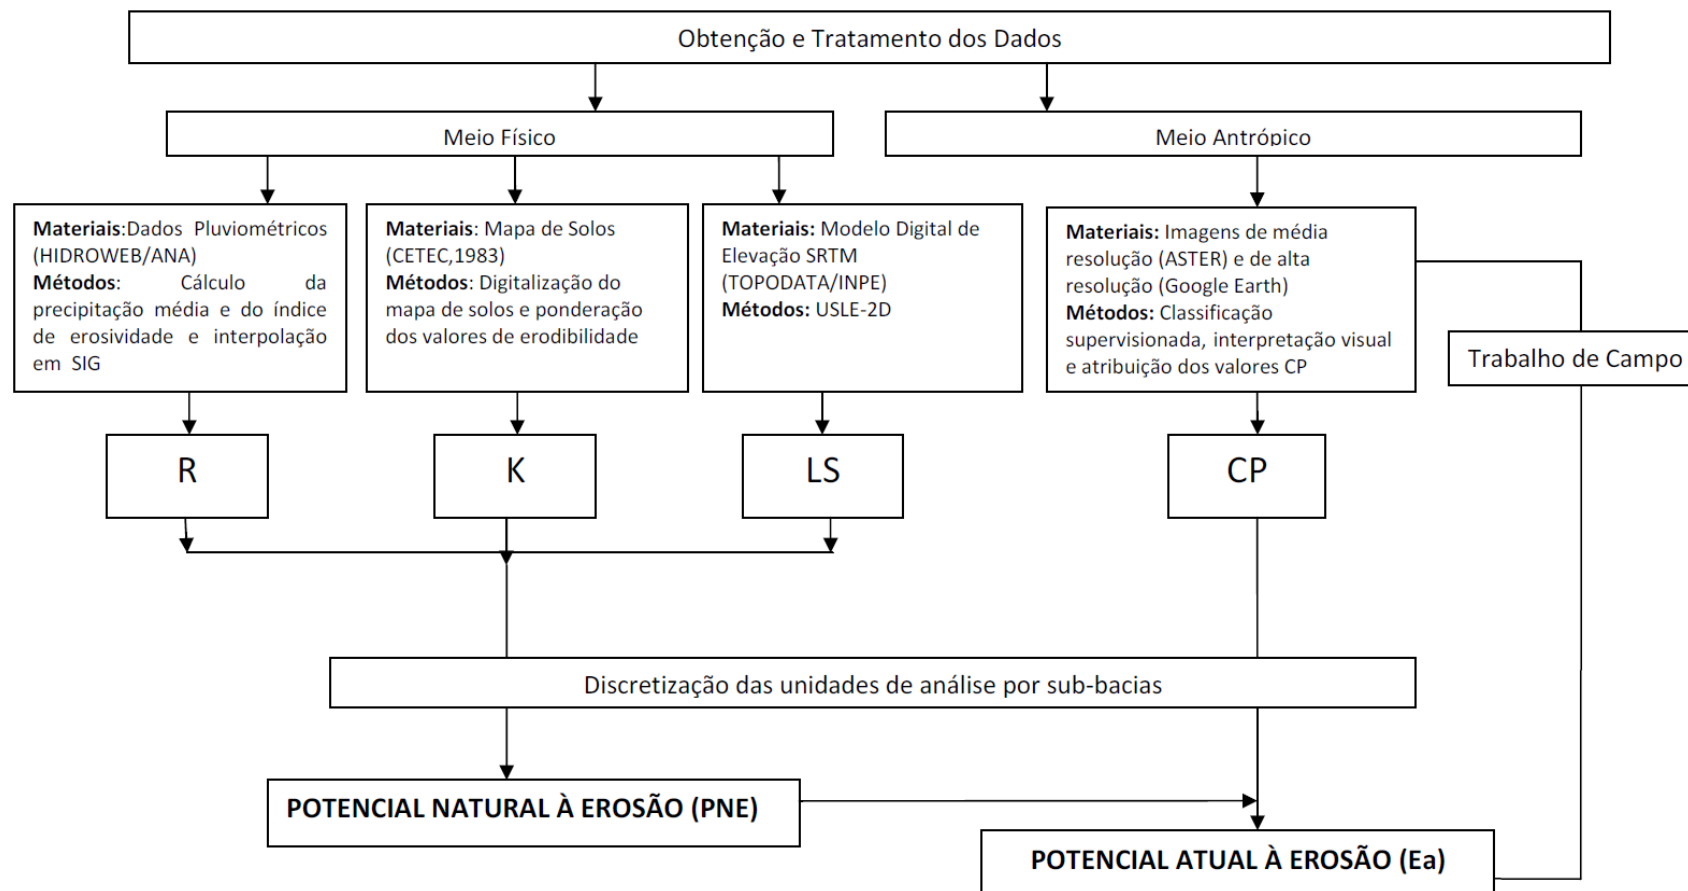 Obtenção e Tratamento dos Dados
Meio Físico
Meio Antrópico
Materiais:Dados Pluviométricos
(HIDROWEB/ANA)
Métodos: Cálculo da
precipitação média e do índice
de erosividade e interpolação
em SIG
Materiais: Mapa de Solos
(CETEC,1983)
Métodos: Digitalização do
mapa de solos e ponderação
dos valores de erodibilidade
Materiais: Modelo Digital de
Elevação SRTM
(TOPODATA/INPE)
Métodos: USLE-2D
Materiais: Imagens de média
resolução (ASTER) e de alta
resolução (Google Earth)
Métodos: Classificação
supervisionada, interpretação visual
e atribuição dos valores CP
Trabalho de Campo
R
K
LS
CP
Discretização das unidades de análise por sub-bacias
POTENCIAL NATURAL À EROSÃO (PNE)
POTENCIAL ATUAL À EROSÃO (Ea)